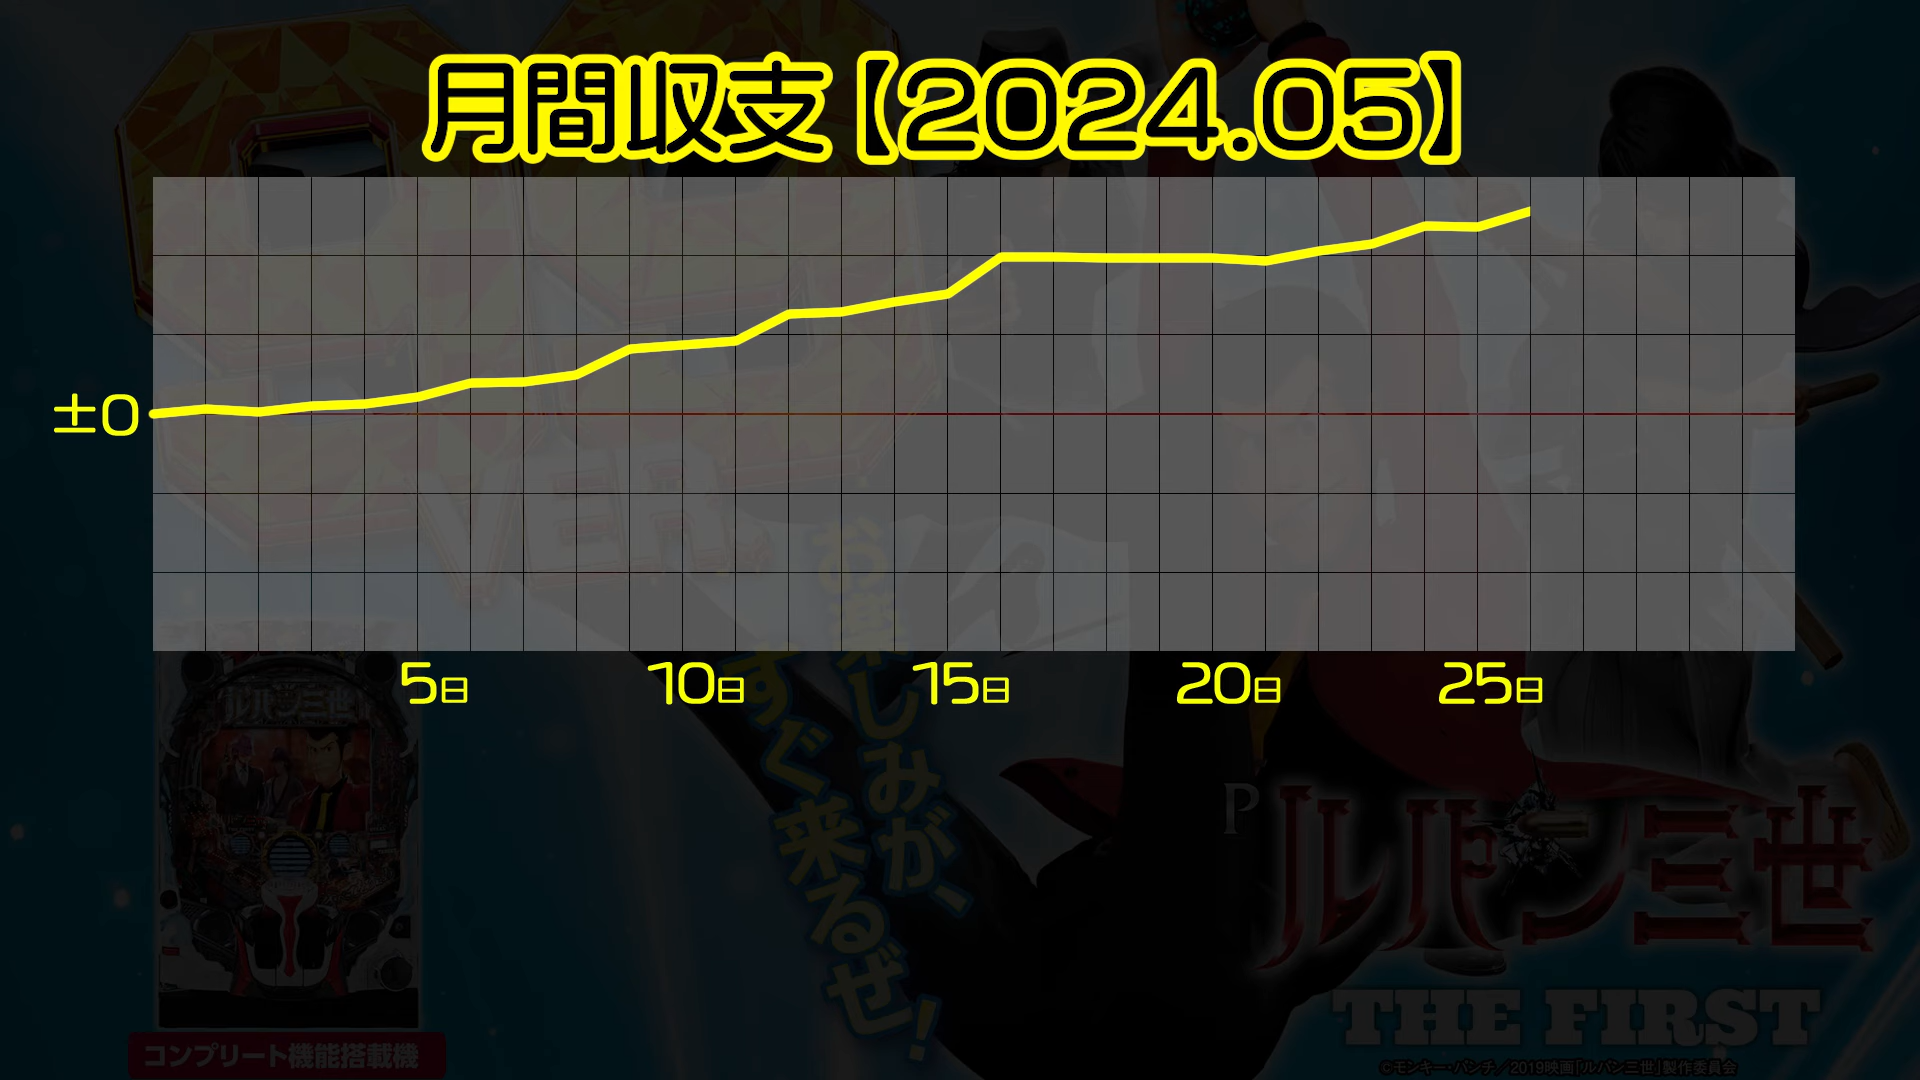 月間収支【2024.05】
±0
5日 10日 15日 20日 25日
VER.
お楽しみが、
すぐ来るぜ!
P
ルパン三世
THE FIRST
コンプリート機能搭載機
©モンキー・パンチ/2019映画「ルパン三世」製作委員会